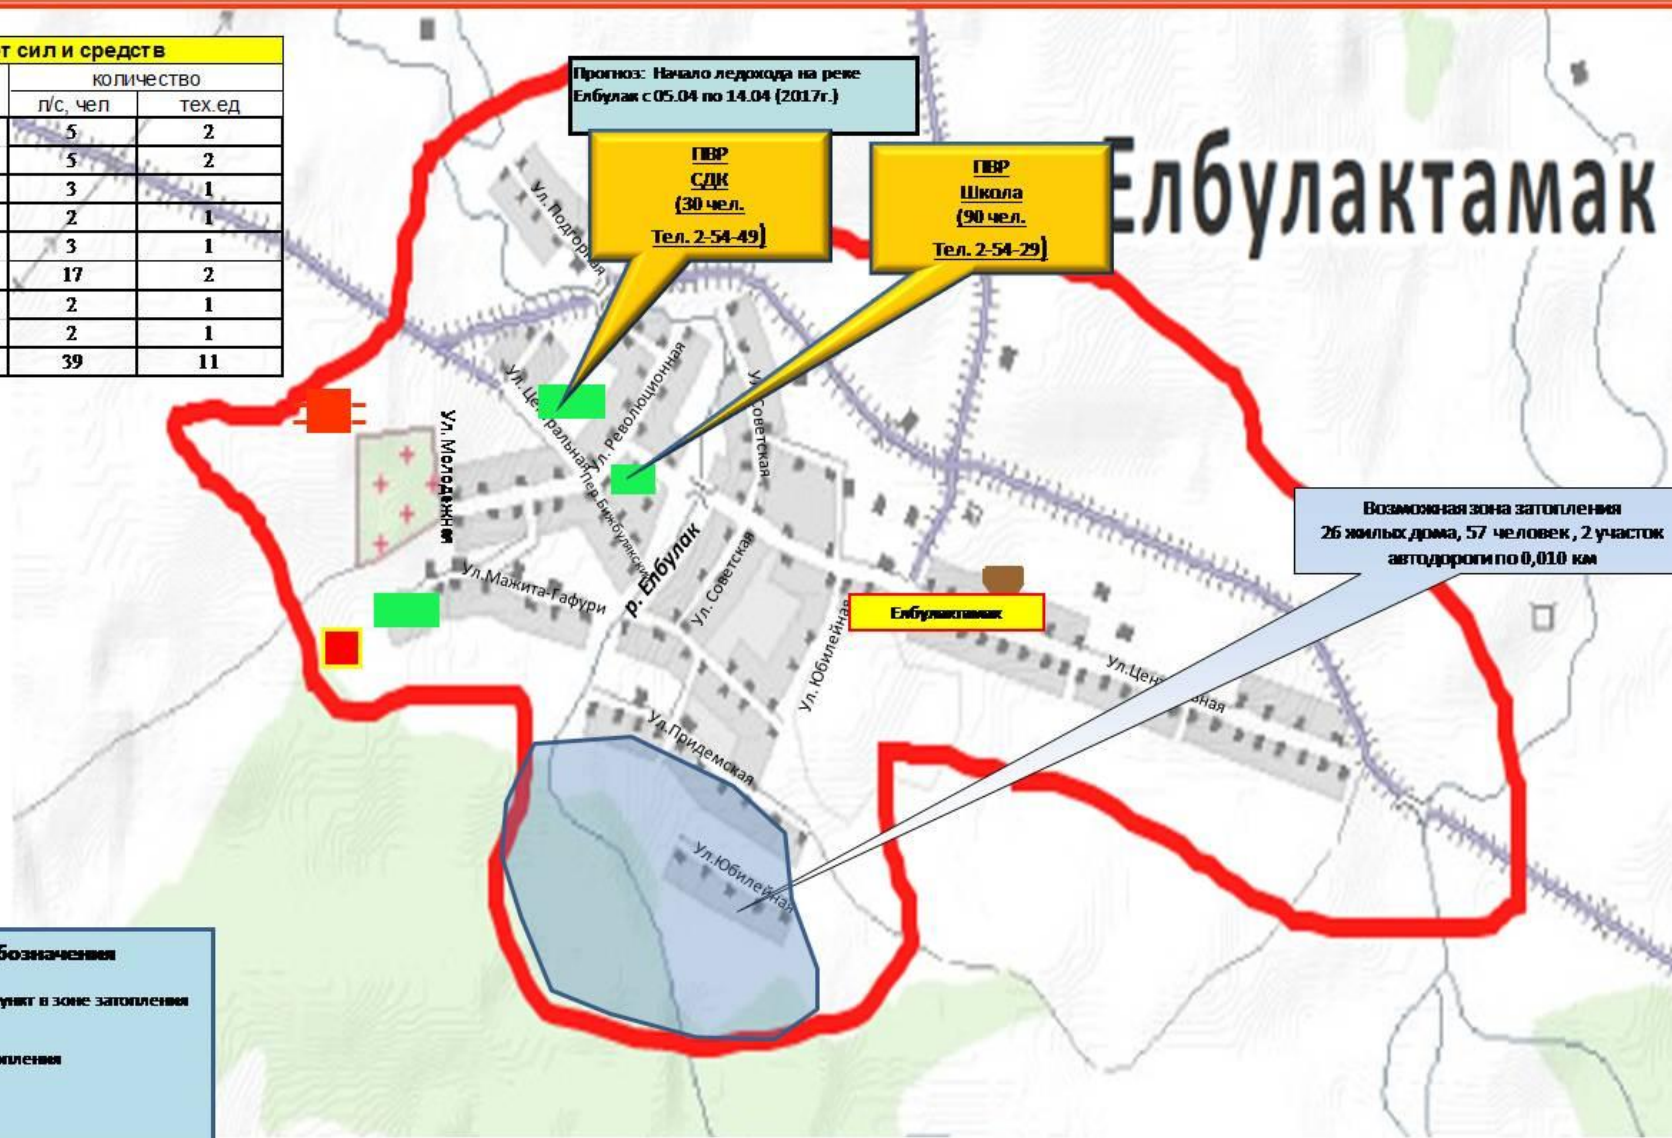 т сил и средств
количество
л/с, чел тех.ед
5 2
5 2
3 1
2 1
3 1
17 2
2 1
2 1
39 11
Прогноз: Начало ледохода на реке
Елбулак с 05.04 по 14.04 (2017г.)
ПВР
СДК
(30 чел.
Тел. 2-54-49)
ПВР
Школа
(90 чел.
Тел. 2-54-29)
Елбулактамак
Ул. Подгорная
Ул. Революционная
Ул. Советская
Ул. Центральная
Пер. Бижбулякский
Ул. Молодежная
Ул.Мажита-Гафури
р. Елбулак
Ул. Советская
Ул. Юбилейная
Елбулактамак
Возможная зона затопления
26 жилых дома, 57 человек , 2 участок
автодороги по 0,010 км
Ул.Центральная
Ул.Придемская
Ул.Юбилейная
бозначения
ункт в зоне затопления
опления